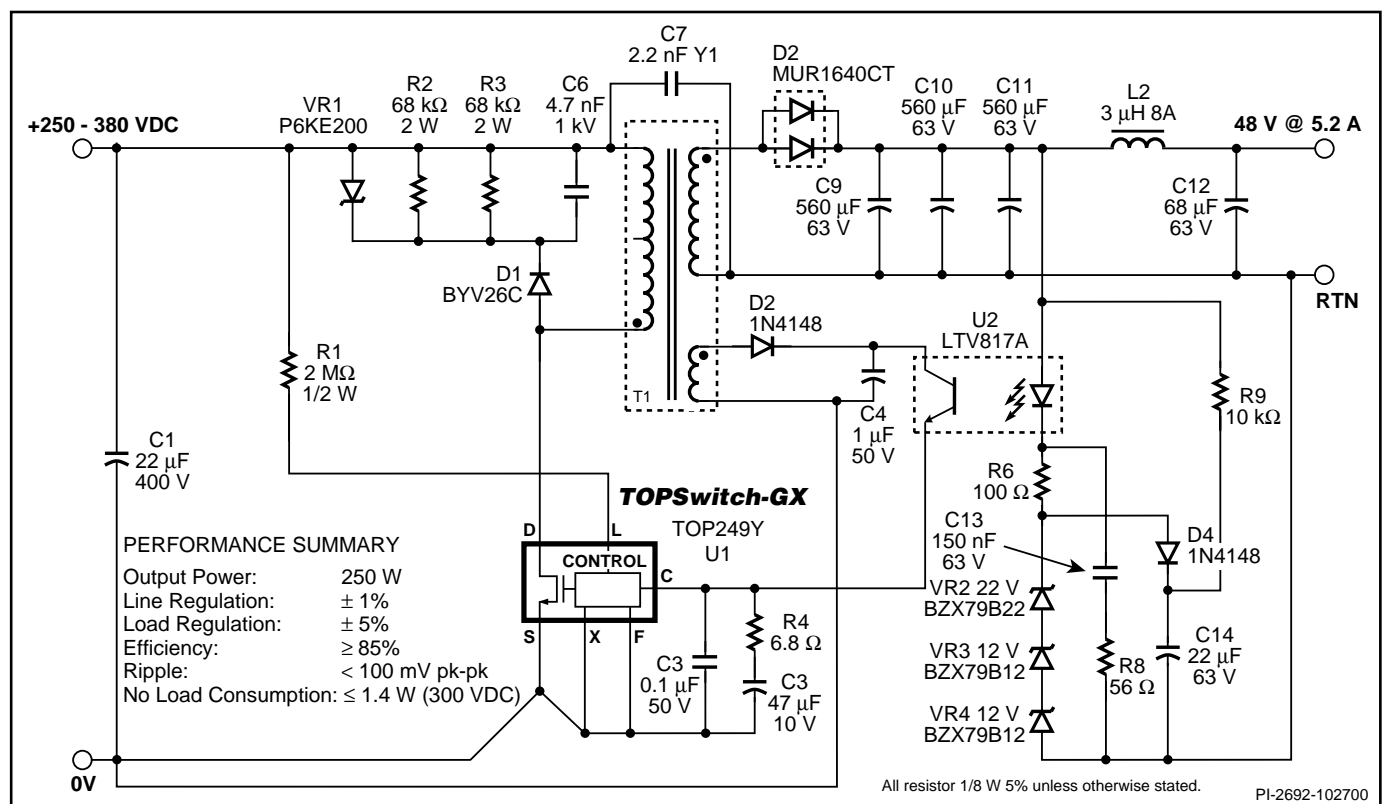 C7
2.2 nF Y1
D2
MUR1640CT
R2
68 kΩ
2 W
R3
68 kΩ
2 W
C6
4.7 nF
1 kV
C10
560 µF
63 V
C11
560 µF
63 V
L2
3 µH 8A
VR1
P6KE200
+250 - 380 VDC
48 V @ 5.2 A
C9
560 µF
63 V
C12
68 µF
63 V
D1
BYV26C
RTN
D2
1N4148
U2
LTV817A
R1
2 MΩ
1/2 W
T1
R9
10 kΩ
C4
1 µF
50 V
C1
22 µF
400 V
R6
100 Ω
TOPSwitch-GX
TOP249Y
U1
D
L
CONTROL
C
S
X
F
C13
150 nF
63 V
D4
1N4148
PERFORMANCE SUMMARY
Output Power: 250 W
Line Regulation: ± 1%
Load Regulation: ± 5%
Efficiency: ≥ 85%
Ripple: < 100 mV pk-pk
No Load Consumption: ≤ 1.4 W (300 VDC)
VR2 22 V
BZX79B22
R4
6.8 Ω
C3
0.1 µF
50 V
C3
47 µF
10 V
VR3 12 V
BZX79B12
R8
56 Ω
C14
22 µF
63 V
VR4 12 V
BZX79B12
0V
All resistor 1/8 W 5% unless otherwise stated.
PI-2692-102700